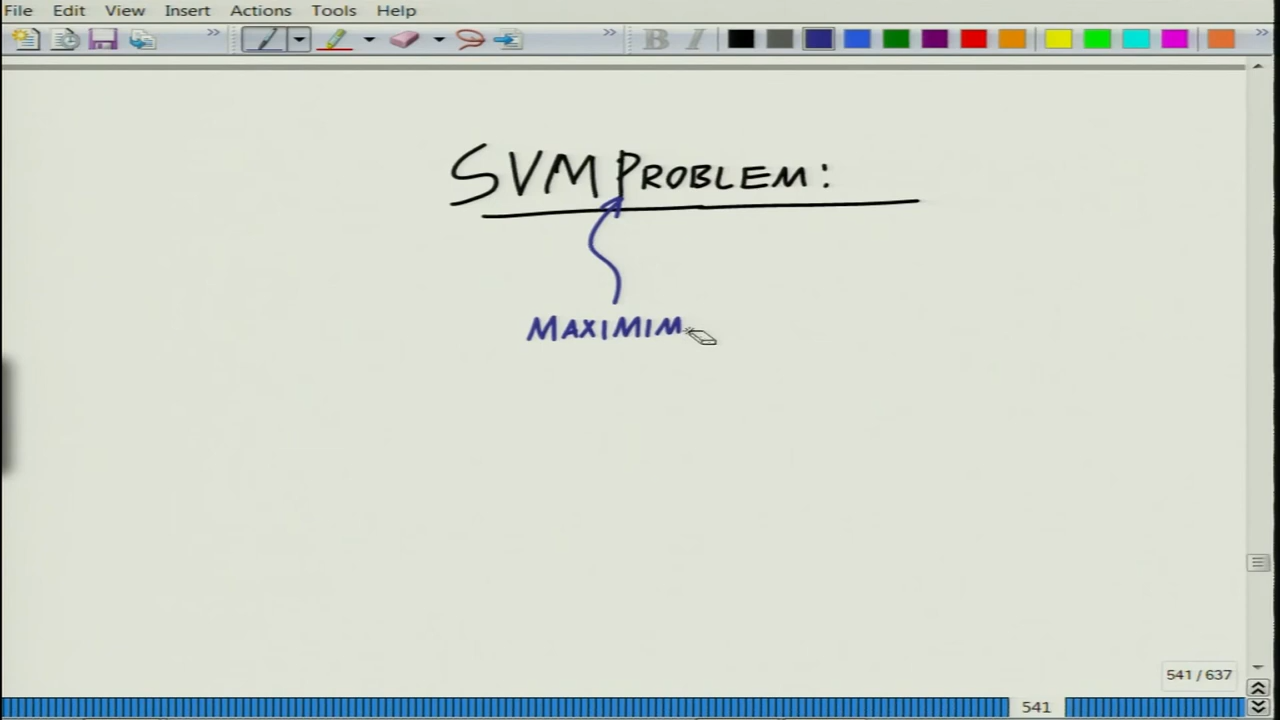 File Edit View Insert Actions Tools Help
B I
SVM PROBLEM:
MAXIMIM
541 / 637
541